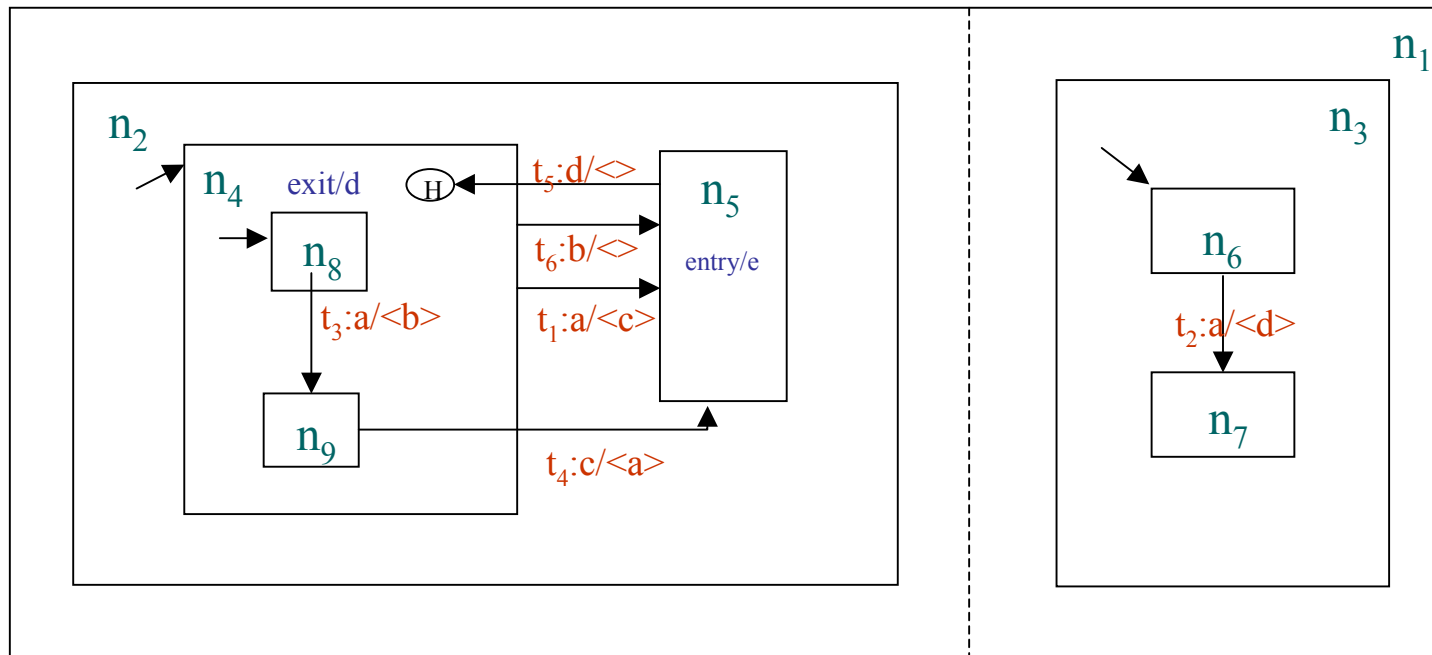 n₁
n₂
n₄
exit/d
H
n₈
t₃:a/<b>
n₉
t₅:d/<>
t₆:b/<>
t₁:a/<c>
t₄:c/<a>
n₅
entry/e
n₃
n₆
t₂:a/<d>
n₇